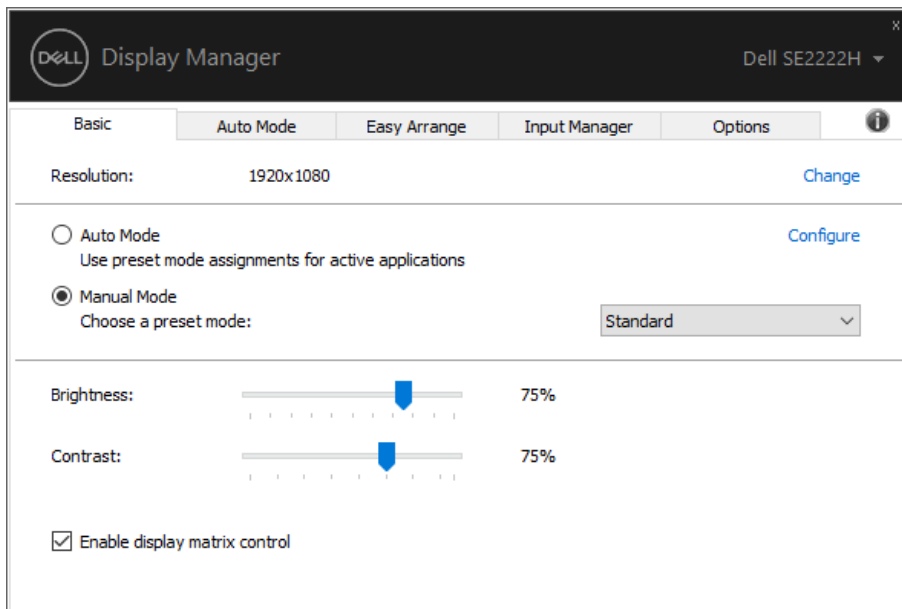 x
DELL Display Manager Dell SE2222H
Basic Auto Mode Easy Arrange Input Manager Options i
Resolution: 1920x1080 Change
Auto Mode Configure
Use preset mode assignments for active applications
Manual Mode
Choose a preset mode: Standard
Brightness: 75%
Contrast: 75%
Enable display matrix control